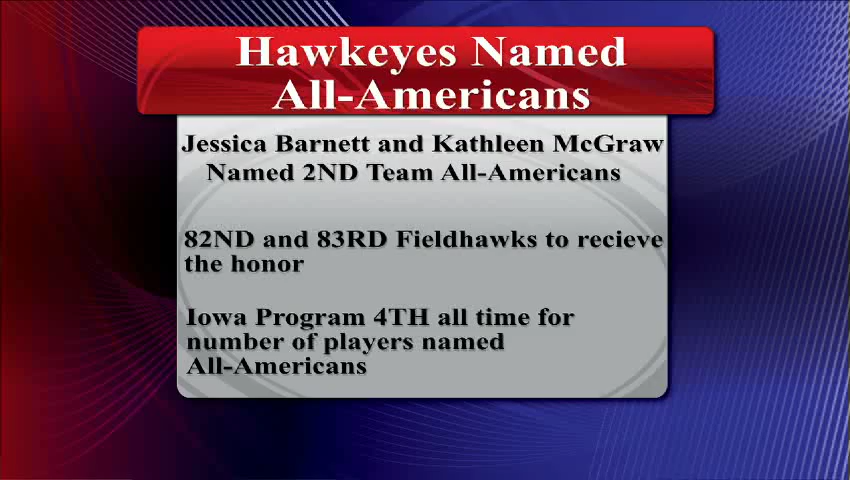 Hawkeyes Named
All-Americans
Jessica Barnett and Kathleen McGraw
Named 2ND Team All-Americans
82ND and 83RD Fieldhawks to recieve
the honor
Iowa Program 4TH all time for
number of players named
All-Americans